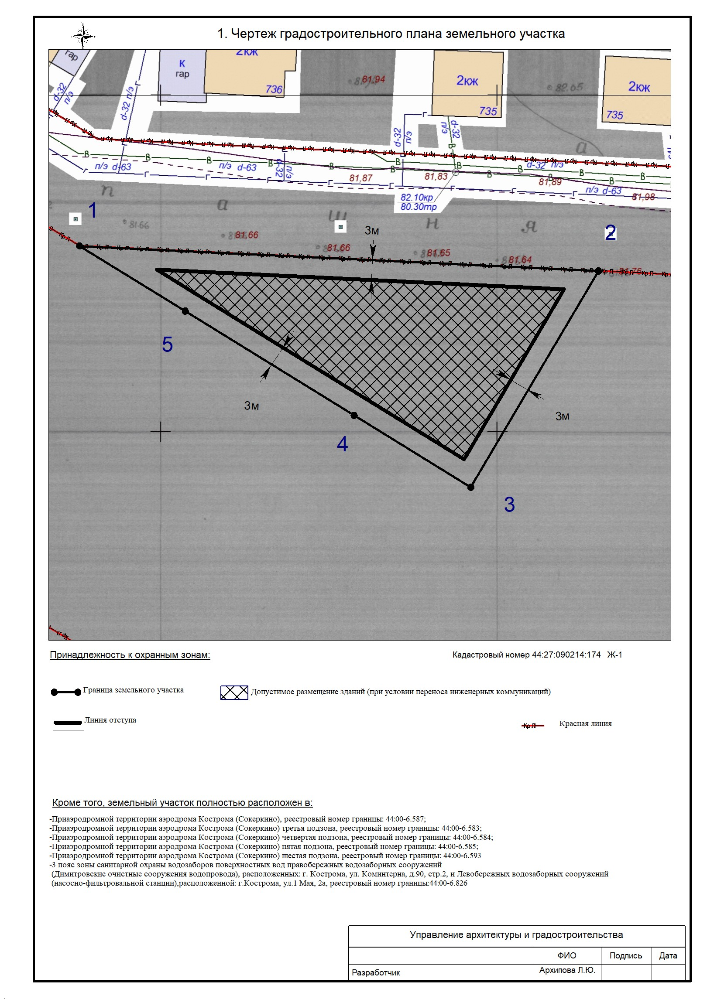 1. Чертеж градостроительного плана земельного участка
гар
К
гар
2кж
736
81,94
2кж
735
82.65
2кж
735
d-32
п/э
d-32 п/э
d-32
п/э
п/э
d-32
а
п/э d-63
п/э d-63
d-32
п/э
d-32 п/э
81,87
81,83
81,89
п/э d-63
81,98
82.10кр
80.30тр
п
а
ш
н
я
1
2
81.66
81,66
81,66
3м
81,65
81,64
81,76
Кр Л
5
3м
3м
4
3
Принадлежность к охранным зонам:
Кадастровый номер 44:27:090214:174 Ж-1
Граница земельного участка
Допустимое размещение зданий (при условии переноса инженерных коммуникаций)
Линия отступа
Кр Л
Красная линия
Кроме того, земельный участок полностью расположен в:
-Приаэродромной территории аэродрома Кострома (Сокеркино), реестровый номер границы: 44:00-6.587;
-Приаэродромной территории аэродрома Кострома (Сокеркино) третья подзона, реестровый номер границы: 44:00-6.583;
-Приаэродромной территории аэродрома Кострома (Сокеркино) четвертая подзона, реестровый номер границы: 44:00-6.584;
-Приаэродромной территории аэродрома Кострома (Сокеркино) пятая подзона, реестровый номер границы: 44:00-6.585;
-Приаэродромной территории аэродрома Кострома (Сокеркино) шестая подзона, реестровый номер границы: 44:00-6.593
-3 пояс зоны санитарной охраны водозаборов поверхностных вод правобережных водозаборных сооружений
(Димитровские очистные сооружения водопровода), расположенных: г. Кострома, ул. Коминтерна, д.90, стр.2, и Левобережных водозаборных сооружений
(насосно-фильтровальной станции),расположенной: г.Кострома, ул.1 Мая, 2а, реестровый номер границы:44:00-6.826
Управление архитектуры и градостроительства
ФИО Подпись Дата
Разработчик Архипова Л.Ю.